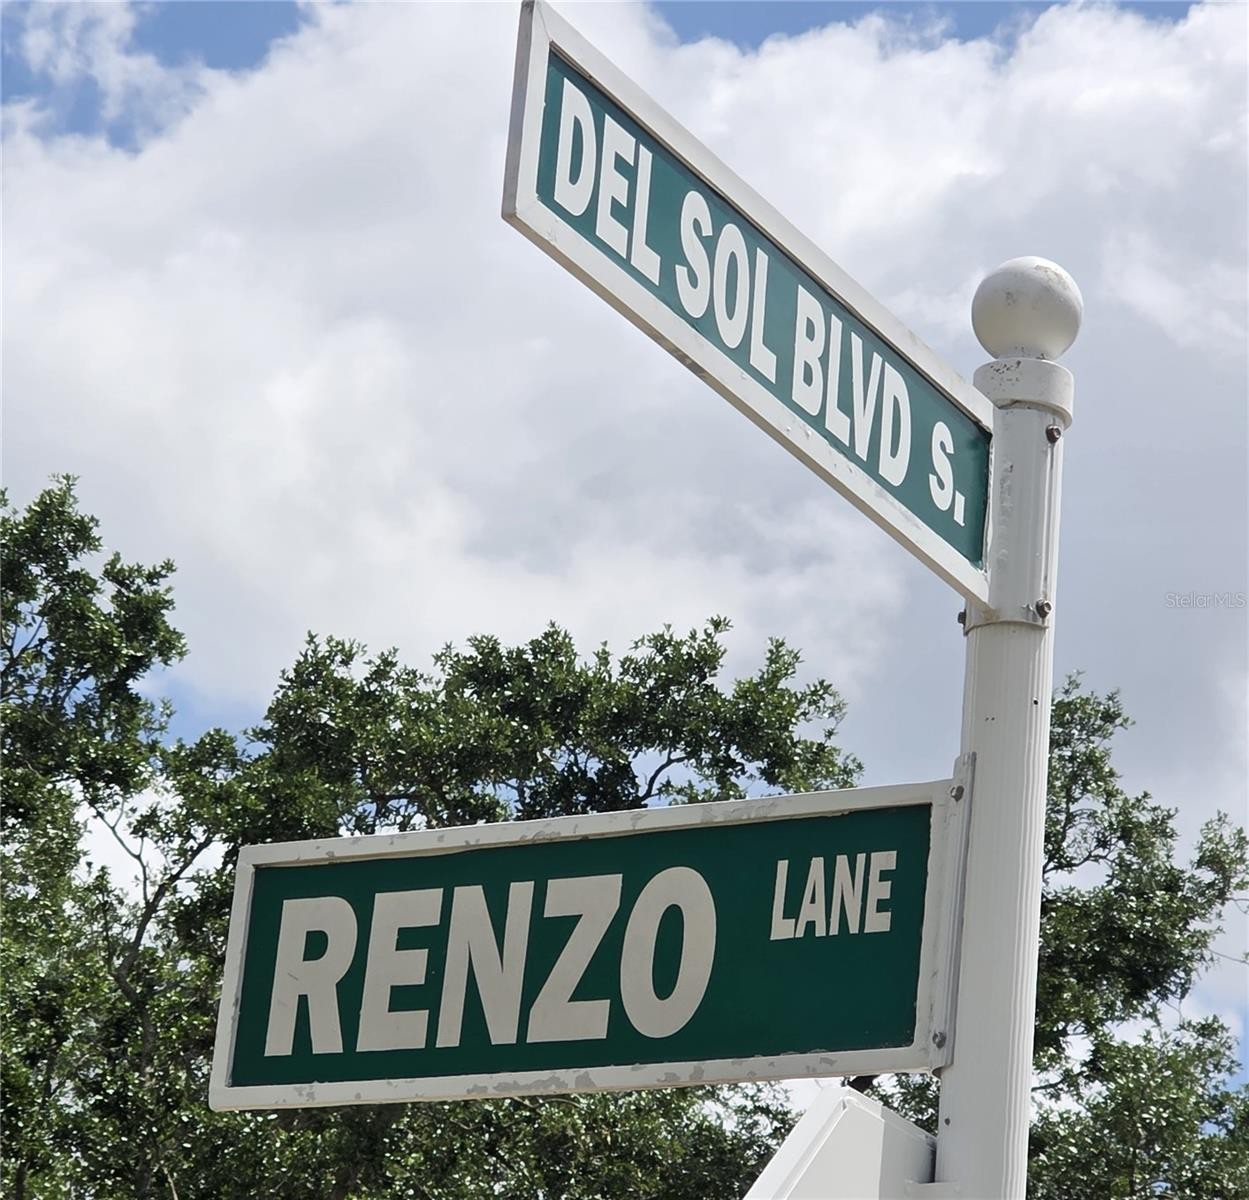 DEL SOL BLVD S.
StellarMLS
RENZO LANE